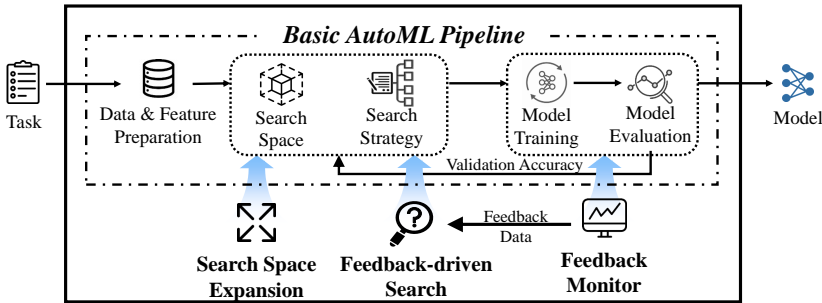 Basic AutoML Pipeline
Task
Data & Feature
Preparation
Search
Space
Search
Strategy
Model
Training
Model
Evaluation
Model
Validation Accuracy
Feedback
Data
Search Space
Expansion
Feedback-driven
Search
Feedback
Monitor